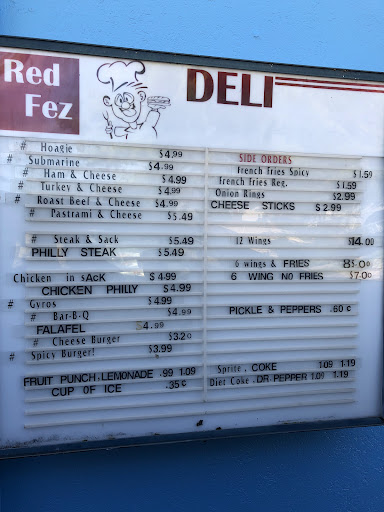 Red
Fez
DELI
# Hoagie $4.99
# Submarine $4.99
# Ham & Cheese $4.99
# Turkey & Cheese $4.99
# Roast Beef & Cheese $4.99
# Pastrami & Cheese $5.49
# Steak & Sack $5.49
PHILLY STEAK $5.49
Chicken in sACK $4.99
CHICKEN PHILLY $4.99
# Gyros $4.99
# Bar-B-Q $4.99
FALAFEL 4.99
# Cheese Burger $3.20
# Spicy Burger! $3.99
FRUIT PUNCH.LEMONADE .99 1.09
CUP OF ICE .35¢
SIDE ORDERS
French Fries Spicy $1.59
French Fries Reg. $1.59
Onion Rings $2.99
CHEESE STICKS $2.99
12 Wings $14.00
6 wings & FRIES 8.00
6 WING NO FRIES $7.00
PICKLE & PEPPERS .60¢
Sprite, COKE 1.09 1.19
Diet Coke .DR PEPPER 1.09 1.19